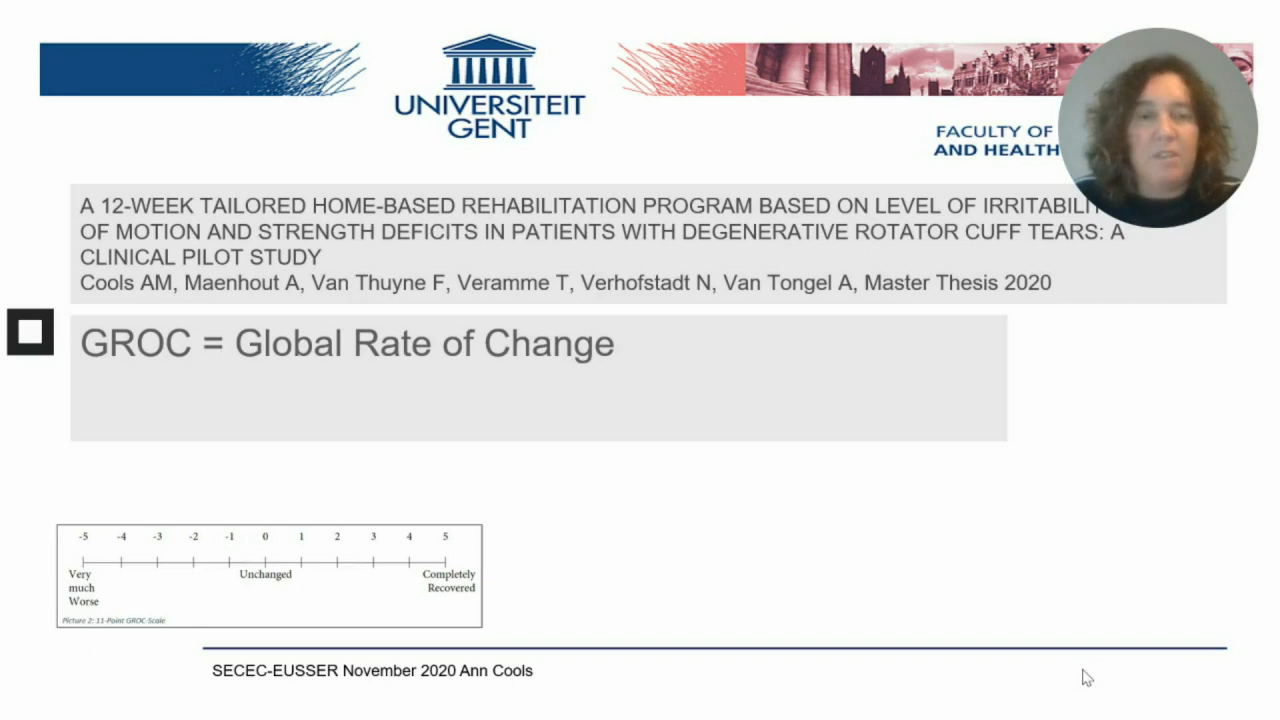 UNIVERSITEIT
GENT
FACULTY OF
AND HEALTH
A 12-WEEK TAILORED HOME-BASED REHABILITATION PROGRAM BASED ON LEVEL OF
OF MOTION AND STRENGTH DEFICITS IN PATIENTS WITH DEGENERATIVE ROTATOR CUFF TEARS: A
CLINICAL PILOT STUDY
Cools AM, Maenhout A, Van Thuyne F, Veramme T, Verhofstadt N, Van Tongel A, Master Thesis 2020
GROC = Global Rate of Change
-5 -4 -3 -2 -1 0 1 2 3 4 5
Very Unchanged Completely
much Recovered
Worse
Picture 2: 11-Point GROC-Scale
SECEC-EUSSER November 2020 Ann Cools